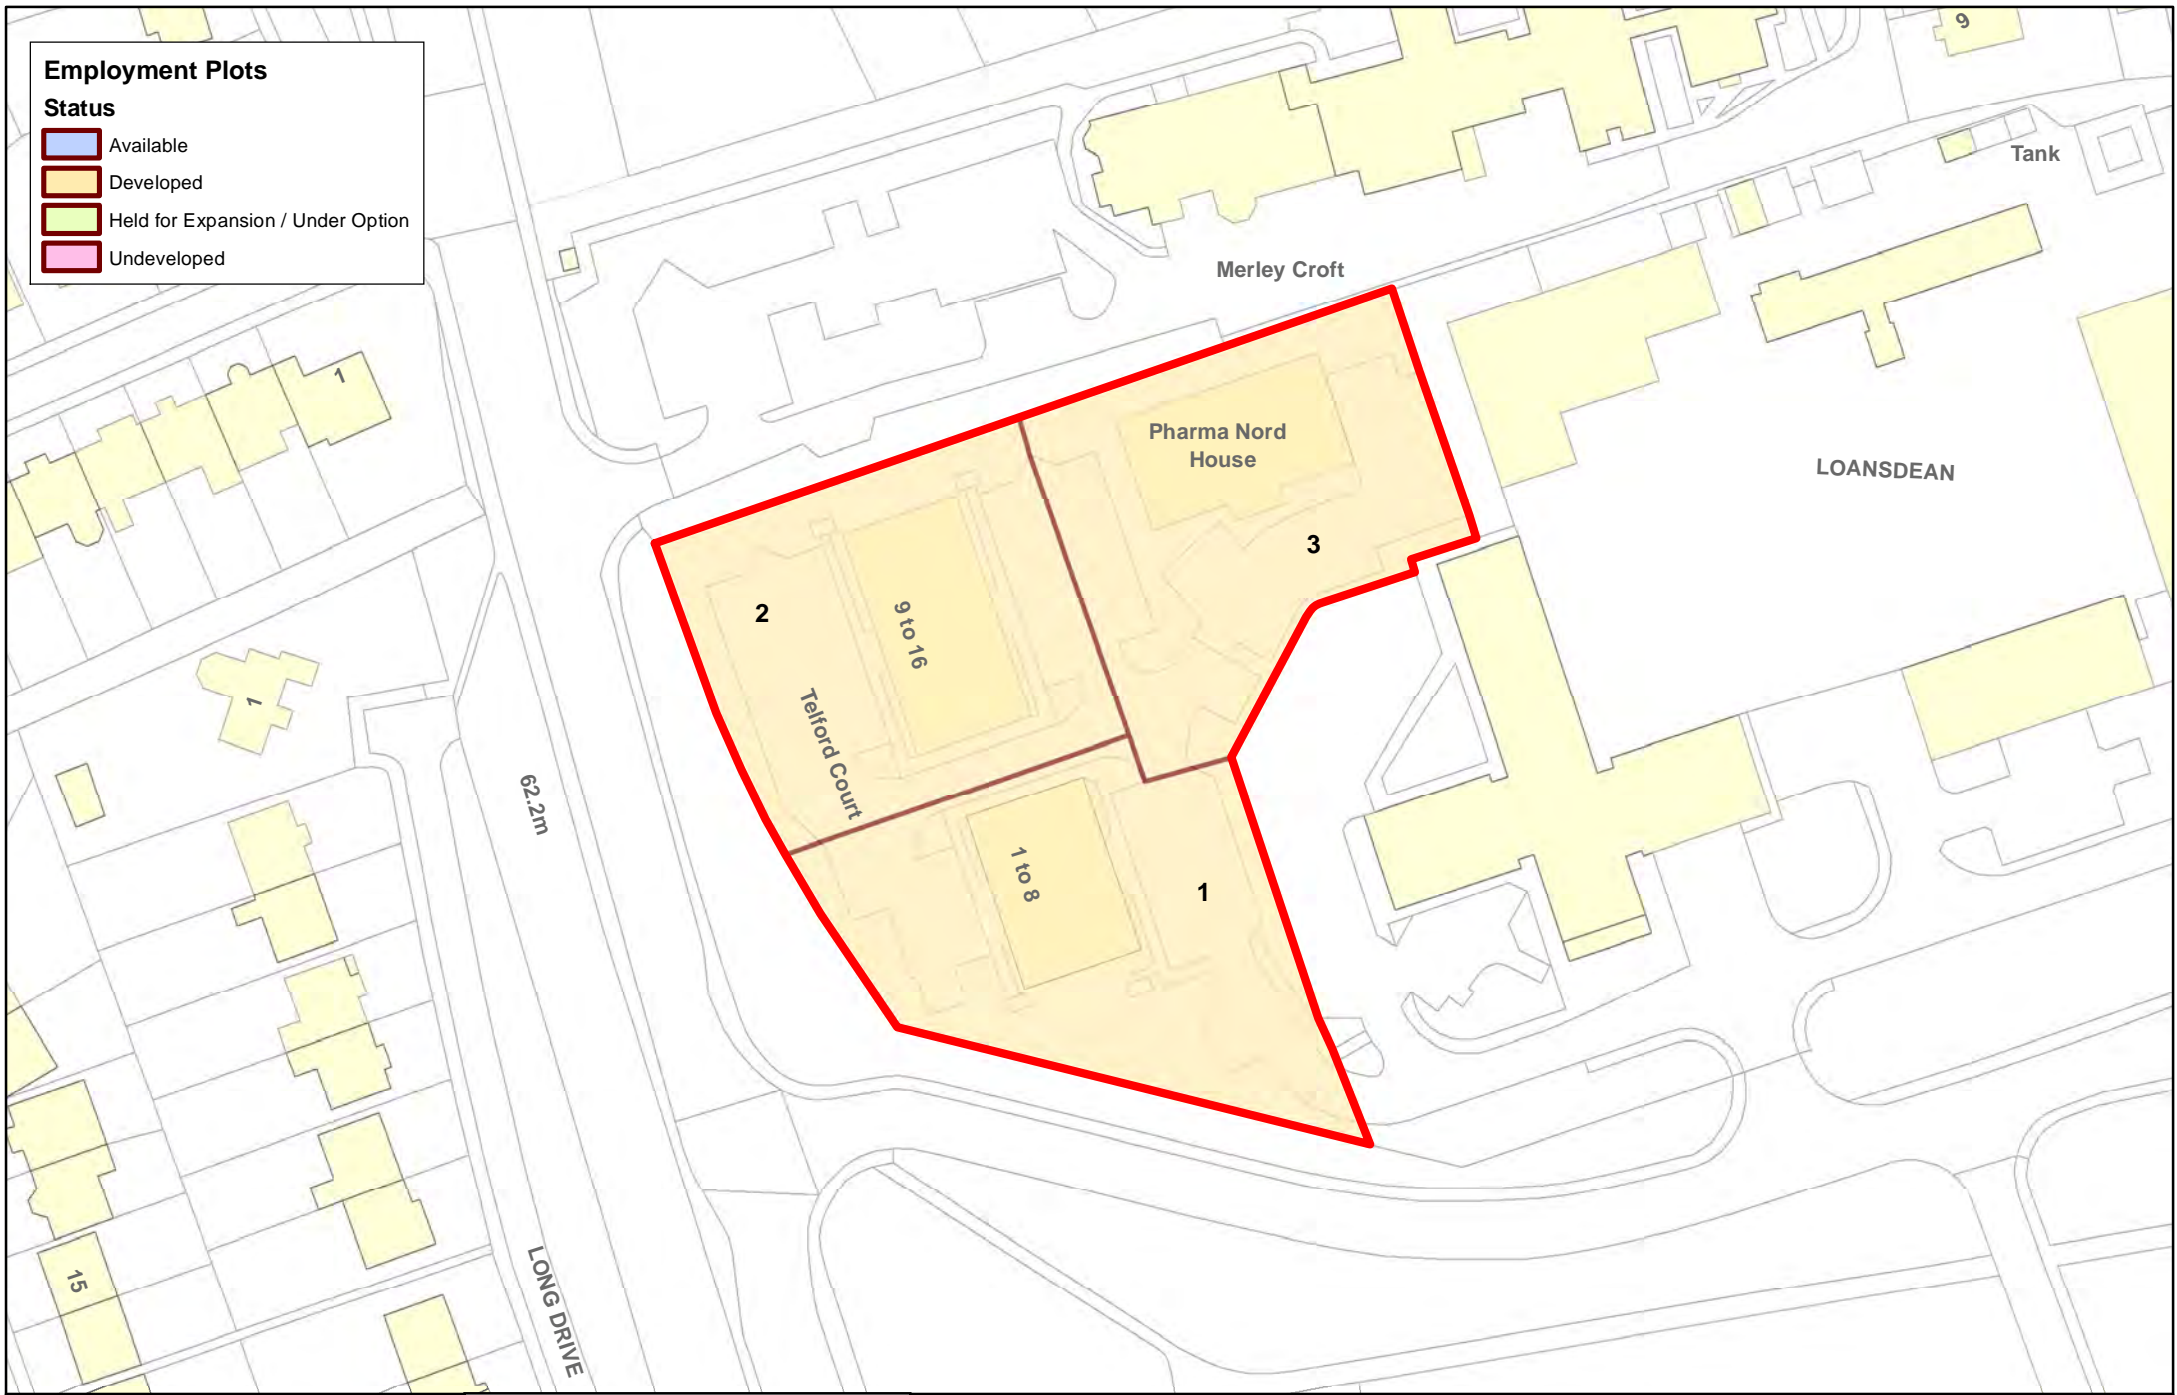 Employment Plots
Status
Available
Developed
Held for Expansion / Under Option
Undeveloped
9
Tank
Merley Croft
1
Pharma Nord
House
LOANSDEAN
3
2
9 to 16
Telford Court
1
62.2m
1 to 8
1
15
LONG DRIVE